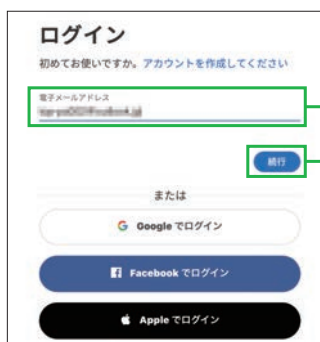 ログイン
初めてお使いですか。アカウントを作成してください
電子メールアドレス
続行
または
Google でログイン
Facebook でログイン
Apple でログイン